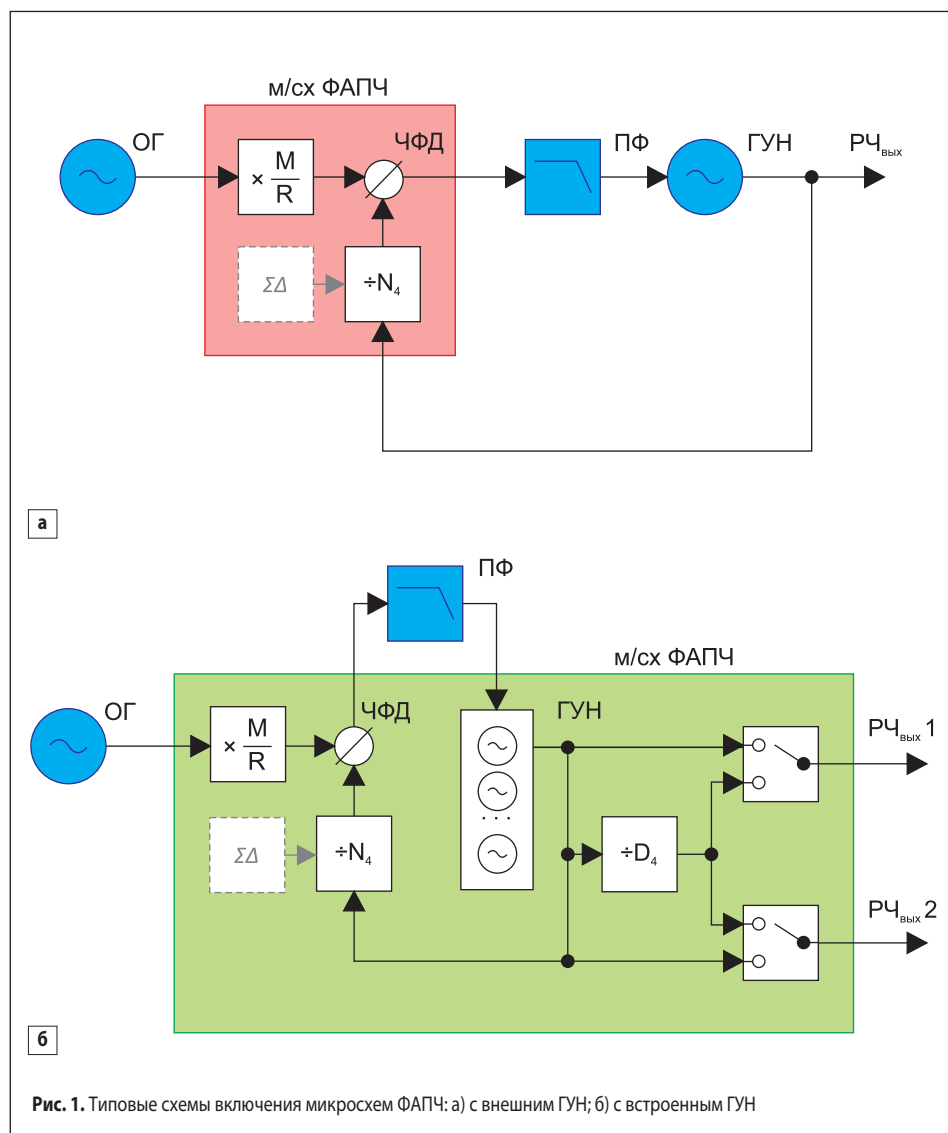 м/сх ФАПЧ
ОГ
ЧФД
ПФ
ГУН
РЧвых
× M/R
ΣΔ
÷N₄
а
ПФ
м/сх ФАПЧ
ОГ
ЧФД
ГУН
РЧвых 1
× M/R
. . .
ΣΔ
÷N₄
÷D₄
РЧвых 2
б
Рис. 1. Типовые схемы включения микросхем ФАПЧ: а) с внешним ГУН; б) с встроенным ГУН